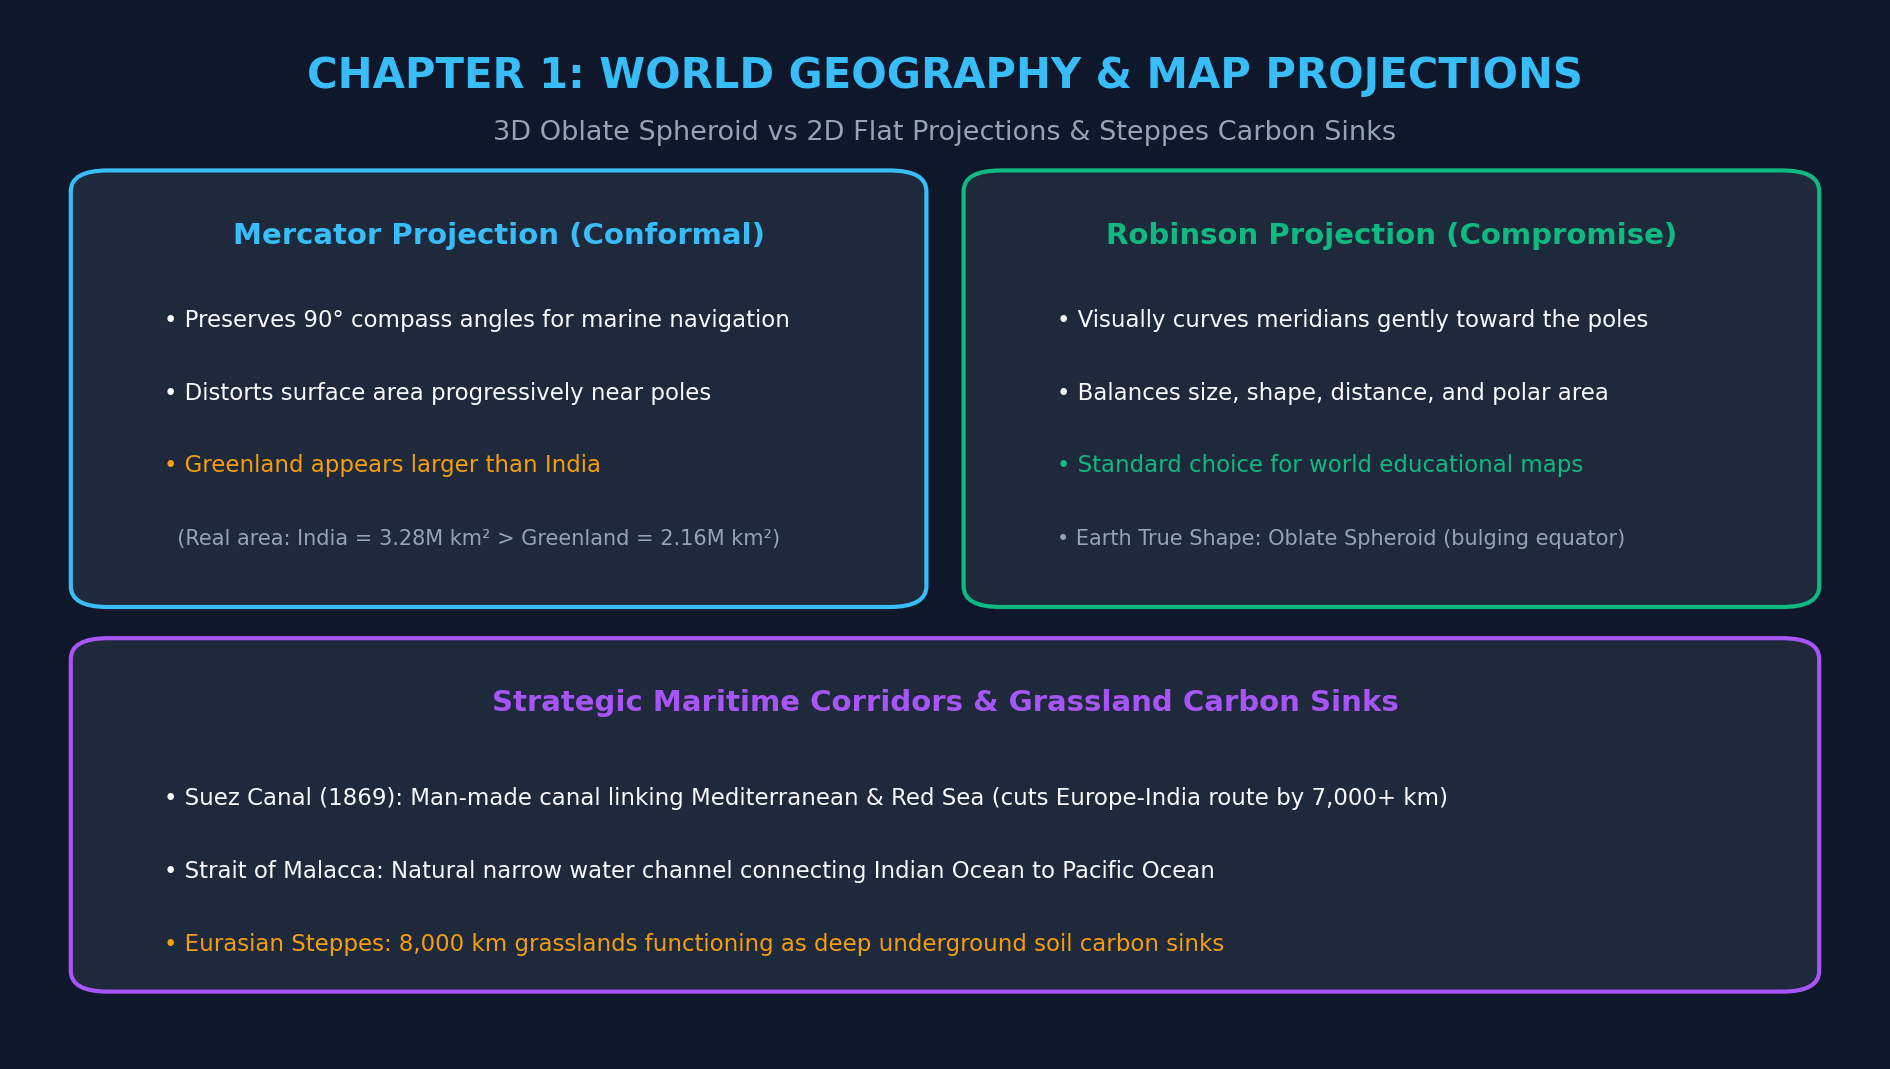 CHAPTER 1: WORLD GEOGRAPHY & MAP PROJECTIONS
3D Oblate Spheroid vs 2D Flat Projections & Steppes Carbon Sinks
Mercator Projection (Conformal)
• Preserves 90° compass angles for marine navigation
• Distorts surface area progressively near poles
• Greenland appears larger than India
(Real area: India = 3.28M km² > Greenland = 2.16M km²)
Robinson Projection (Compromise)
• Visually curves meridians gently toward the poles
• Balances size, shape, distance, and polar area
• Standard choice for world educational maps
• Earth True Shape: Oblate Spheroid (bulging equator)
Strategic Maritime Corridors & Grassland Carbon Sinks
• Suez Canal (1869): Man-made canal linking Mediterranean & Red Sea (cuts Europe-India route by 7,000+ km)
• Strait of Malacca: Natural narrow water channel connecting Indian Ocean to Pacific Ocean
• Eurasian Steppes: 8,000 km grasslands functioning as deep underground soil carbon sinks